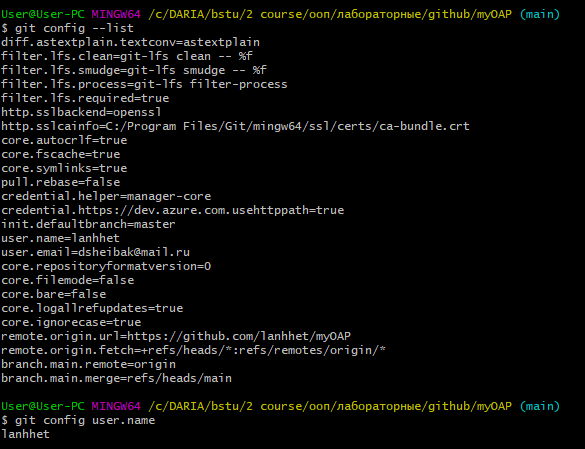 User@User-PC MINGW64 /c/DARIA/bstu/2 course/ооп/лабораторные/github/myOAP (main)
$ git config --list
diff.astextplain.textconv=astextplain
filter.lfs.clean=git-lfs clean -- %f
filter.lfs.smudge=git-lfs smudge -- %f
filter.lfs.process=git-lfs filter-process
filter.lfs.required=true
http.sslbackend=openssl
http.sslcainfo=C:/Program Files/Git/mingw64/ssl/certs/ca-bundle.crt
core.autocrlf=true
core.fscache=true
core.symlinks=true
pull.rebase=false
credential.helper=manager-core
credential.https://dev.azure.com.usehttppath=true
init.defaultbranch=master
user.name=lanhhet
user.email=dsheibak@mail.ru
core.repositoryformatversion=0
core.filemode=false
core.bare=false
core.logallrefupdates=true
core.ignorecase=true
remote.origin.url=https://github.com/lanhhet/myOAP
remote.origin.fetch=+refs/heads/*:refs/remotes/origin/*
branch.main.remote=origin
branch.main.merge=refs/heads/main
User@User-PC MINGW64 /c/DARIA/bstu/2 course/ооп/лабораторные/github/myOAP (main)
$ git config user.name
lanhhet